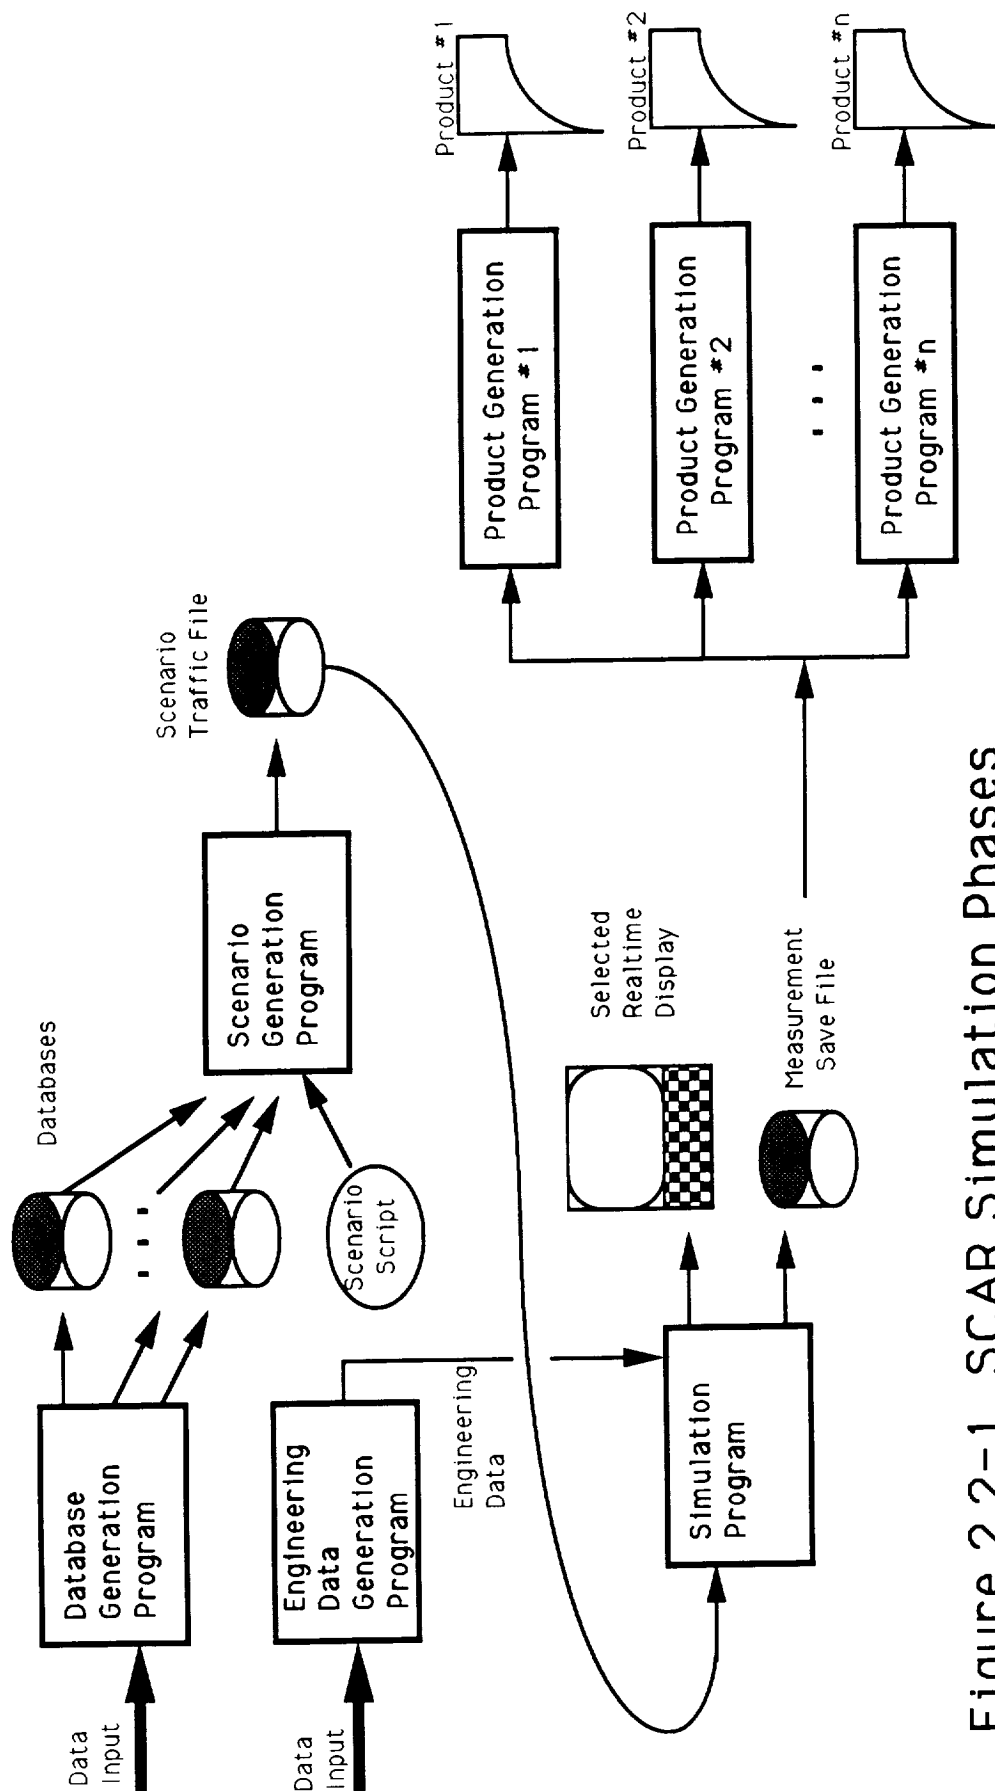 Data
Input
Database
Generation
Program
Databases
Scenario
Script
Scenario
Generation
Program
Scenario
Traffic File
Data
Input
Engineering
Data
Generation
Program
Engineering
Data
Simulation
Program
Selected
Realtime
Display
Measurement
Save File
Product Generation
Program #1
Product #1
Product Generation
Program #2
Product #2
Product Generation
Program #n
Product #n
Figure 2.2-1 SCAR Simulation Phases